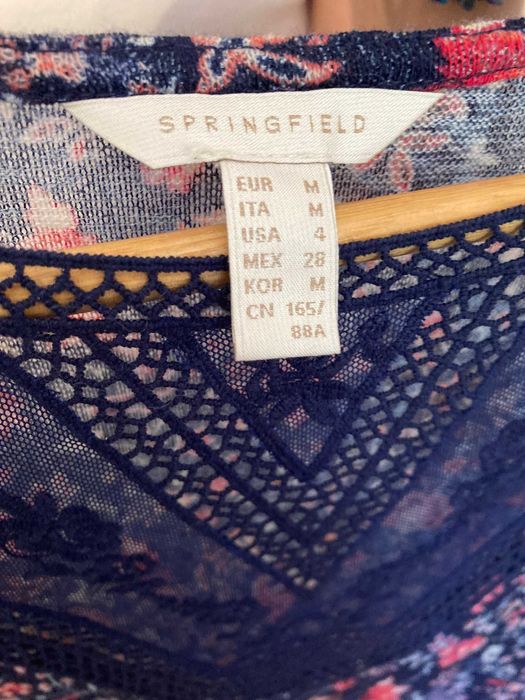 SPRINGFIELD
EUR M
ITA M
USA 4
MEX 28
KOR M
CN 165/
88A